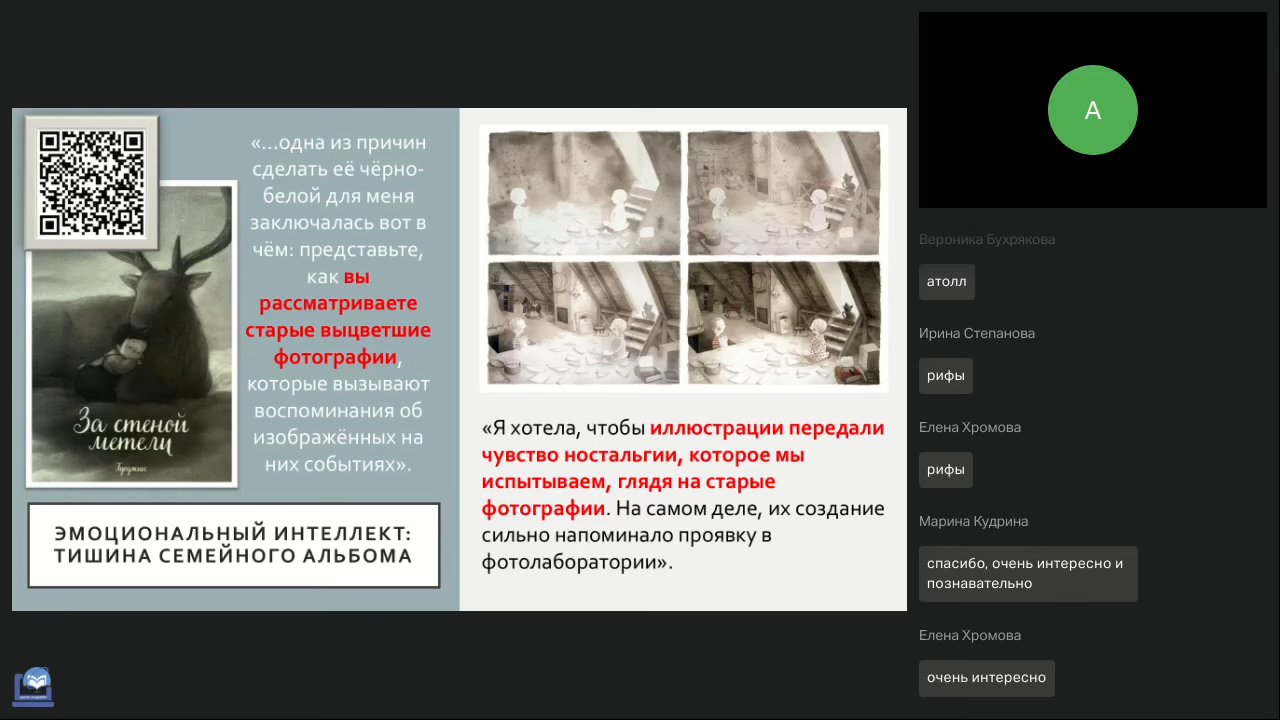 «...одна из причин
сделать её чёрно-
белой для меня
заключалась вот в
чём: представьте,
как вы
рассматриваете
старые выцветшие
фотографии,
которые вызывают
воспоминания об
изображённых на
них событиях».
За стеной
метели
ЭМОЦИОНАЛЬНЫЙ ИНТЕЛЛЕКТ:
ТИШИНА СЕМЕЙНОГО АЛЬБОМА
«Я хотела, чтобы иллюстрации передали
чувство ностальгии, которое мы
испытываем, глядя на старые
фотографии. На самом деле, их создание
сильно напоминало проявку в
фотолаборатории».
А
Вероника Бухрякова
атолл
Ирина Степанова
рифы
Елена Хромова
рифы
Марина Кудрина
спасибо, очень интересно и
познавательно
Елена Хромова
очень интересно